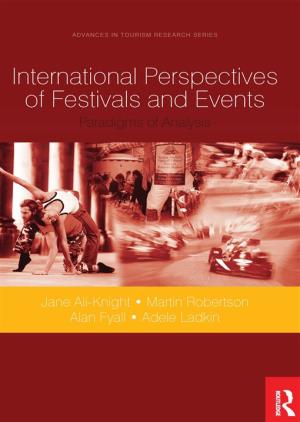 ADVANCES IN TOURISM RESEARCH SERIES
International Perspectives
of Festivals and Events
Paradigms of Analysis
Jane Ali-Knight • Martin Robertson
Alan Fyall • Adele Ladkin
R
ROUTLEDGE